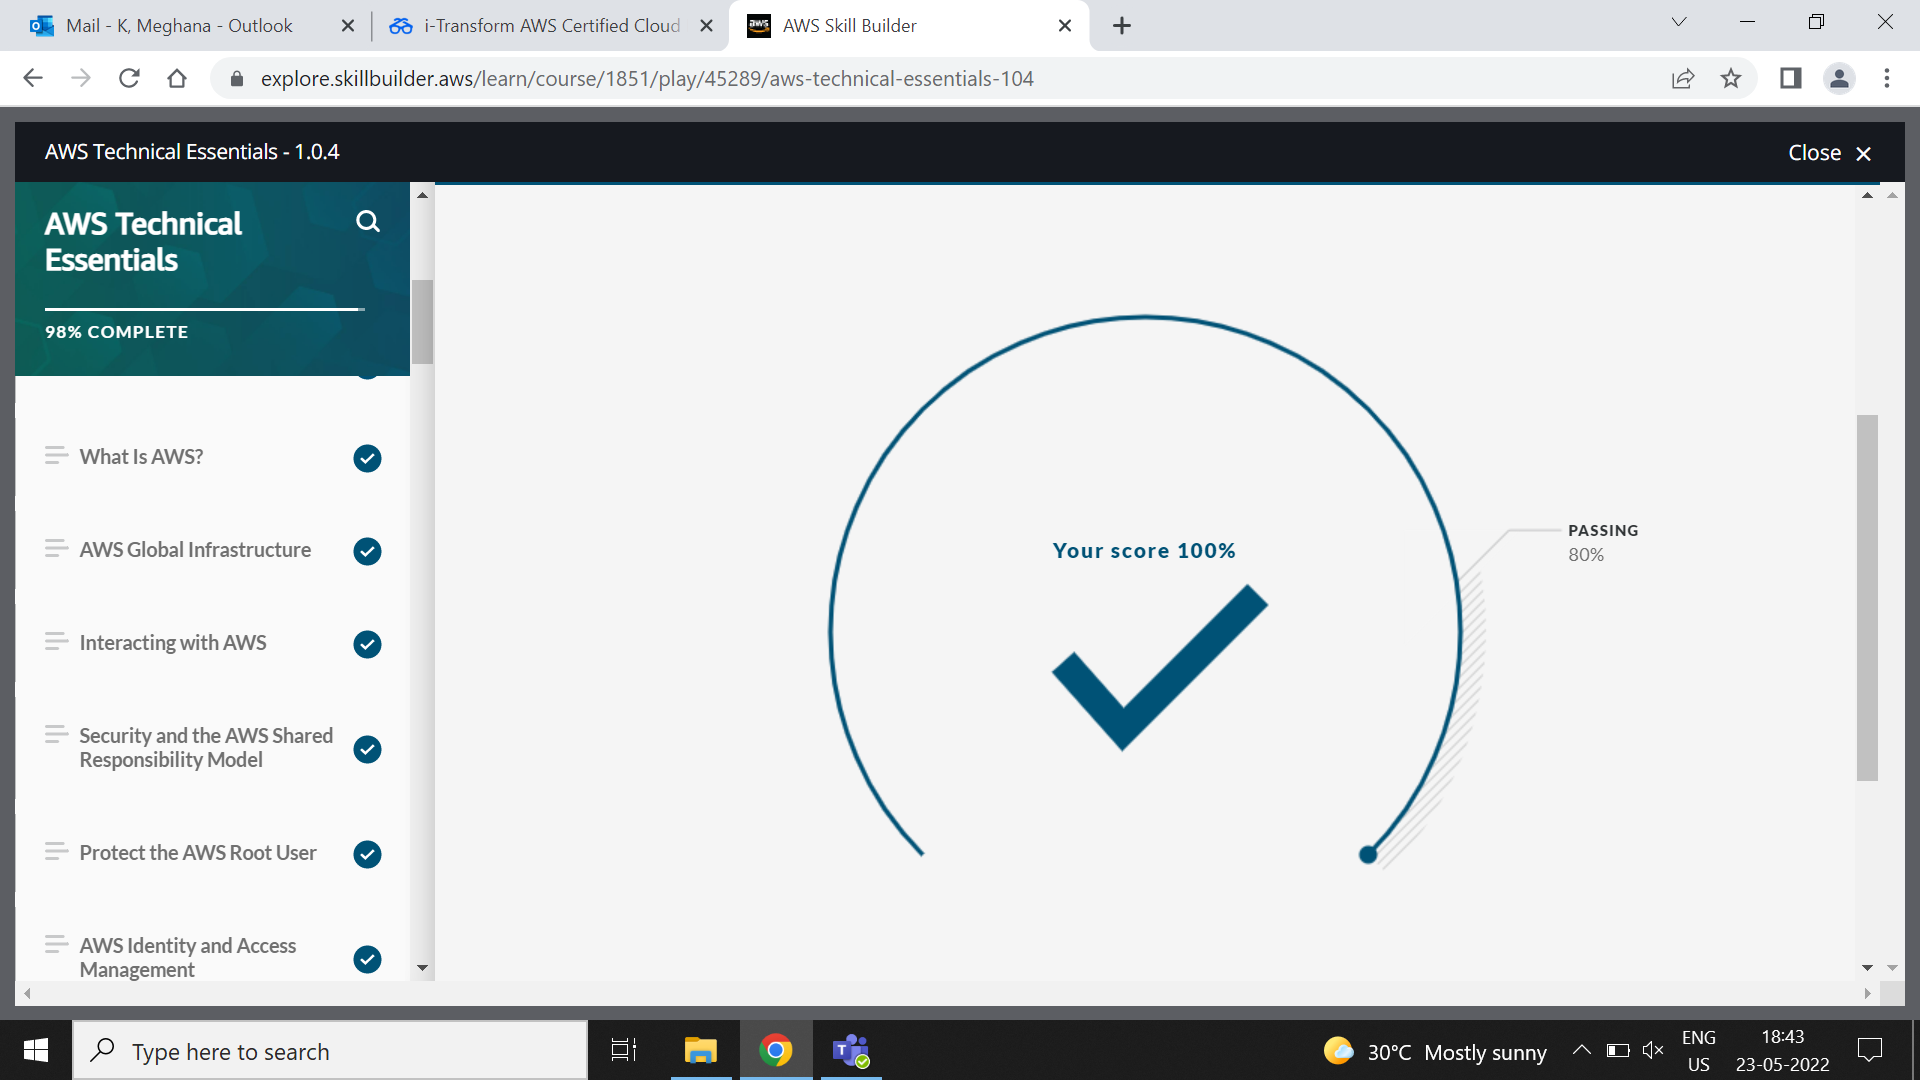 Mail - K, Meghana - Outlook
i-Transform AWS Certified Cloud
aws
AWS Skill Builder
explore.skillbuilder.aws/learn/course/1851/play/45289/aws-technical-essentials-104
AWS Technical Essentials - 1.0.4
Close
AWS Technical
Essentials
98% COMPLETE
What Is AWS?
AWS Global Infrastructure
Interacting with AWS
Security and the AWS Shared
Responsibility Model
Protect the AWS Root User
AWS Identity and Access
Management
Your score 100%
PASSING
80%
Type here to search
T
30°C Mostly sunny
ENG
US
18:43
23-05-2022